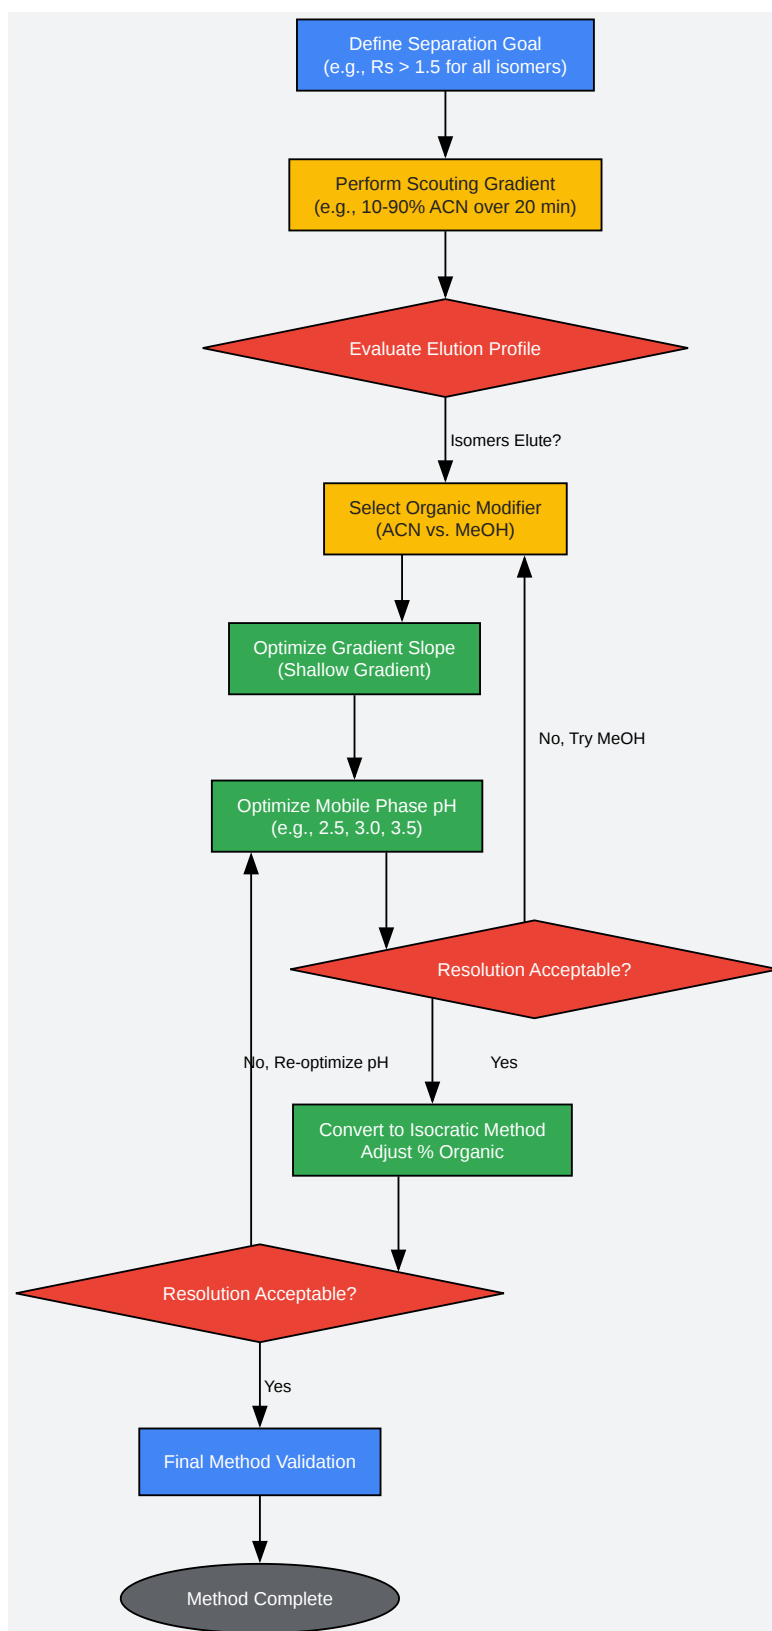 Define Separation Goal
(e.g., Rs > 1.5 for all isomers)
Perform Scouting Gradient
(e.g., 10-90% ACN over 20 min)
Evaluate Elution Profile
Isomers Elute?
Select Organic Modifier
(ACN vs. MeOH)
Optimize Gradient Slope
(Shallow Gradient)
No, Try MeOH
Optimize Mobile Phase pH
(e.g., 2.5, 3.0, 3.5)
Resolution Acceptable?
No, Re-optimize pH
Yes
Convert to Isocratic Method
Adjust % Organic
Resolution Acceptable?
Yes
Final Method Validation
Method Complete